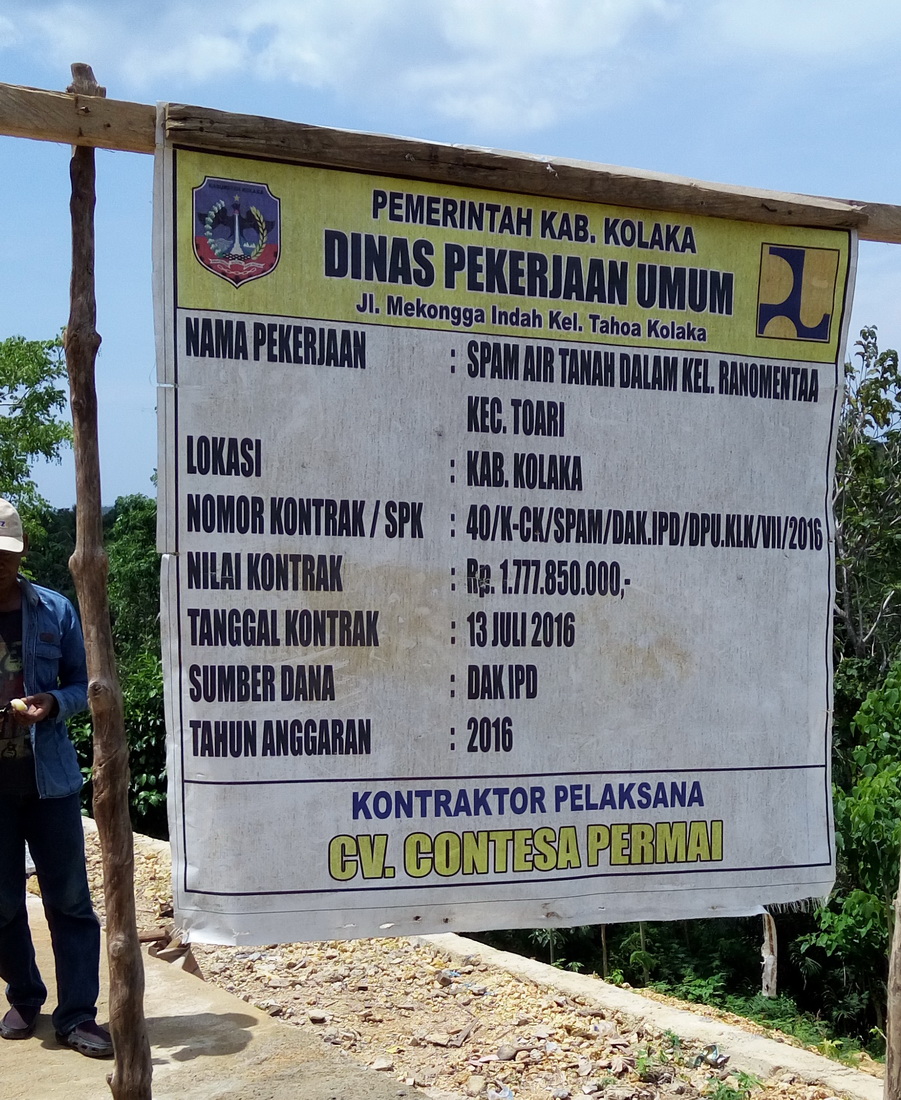 KABUPATEN KOLAKA
PEMERINTAH KAB. KOLAKA
DINAS PEKERJAAN UMUM
Jl. Mekongga Indah Kel. Tahoa Kolaka
NAMA PEKERJAAN : SPAM AIR TANAH DALAM KEL. RANOMENTAA
KEC. TOARI
LOKASI : KAB. KOLAKA
NOMOR KONTRAK / SPK : 40/K-CK/SPAM/DAK.IPD/DPU.KLK/VII/2016
NILAI KONTRAK : Rp. 1.777.850.000,-
TANGGAL KONTRAK : 13 JULI 2016
SUMBER DANA : DAK IPD
TAHUN ANGGARAN : 2016
KONTRAKTOR PELAKSANA
CV. CONTESA PERMAI